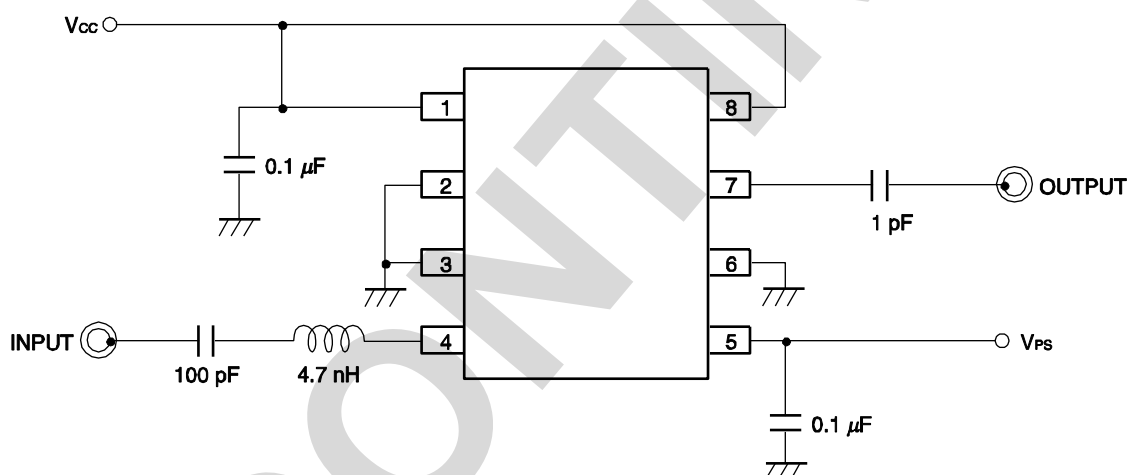 VCC
1
8
0.1 μF
2
7
OUTPUT
1 pF
3
6
INPUT
4
5
VPS
100 pF
4.7 nH
0.1 μF